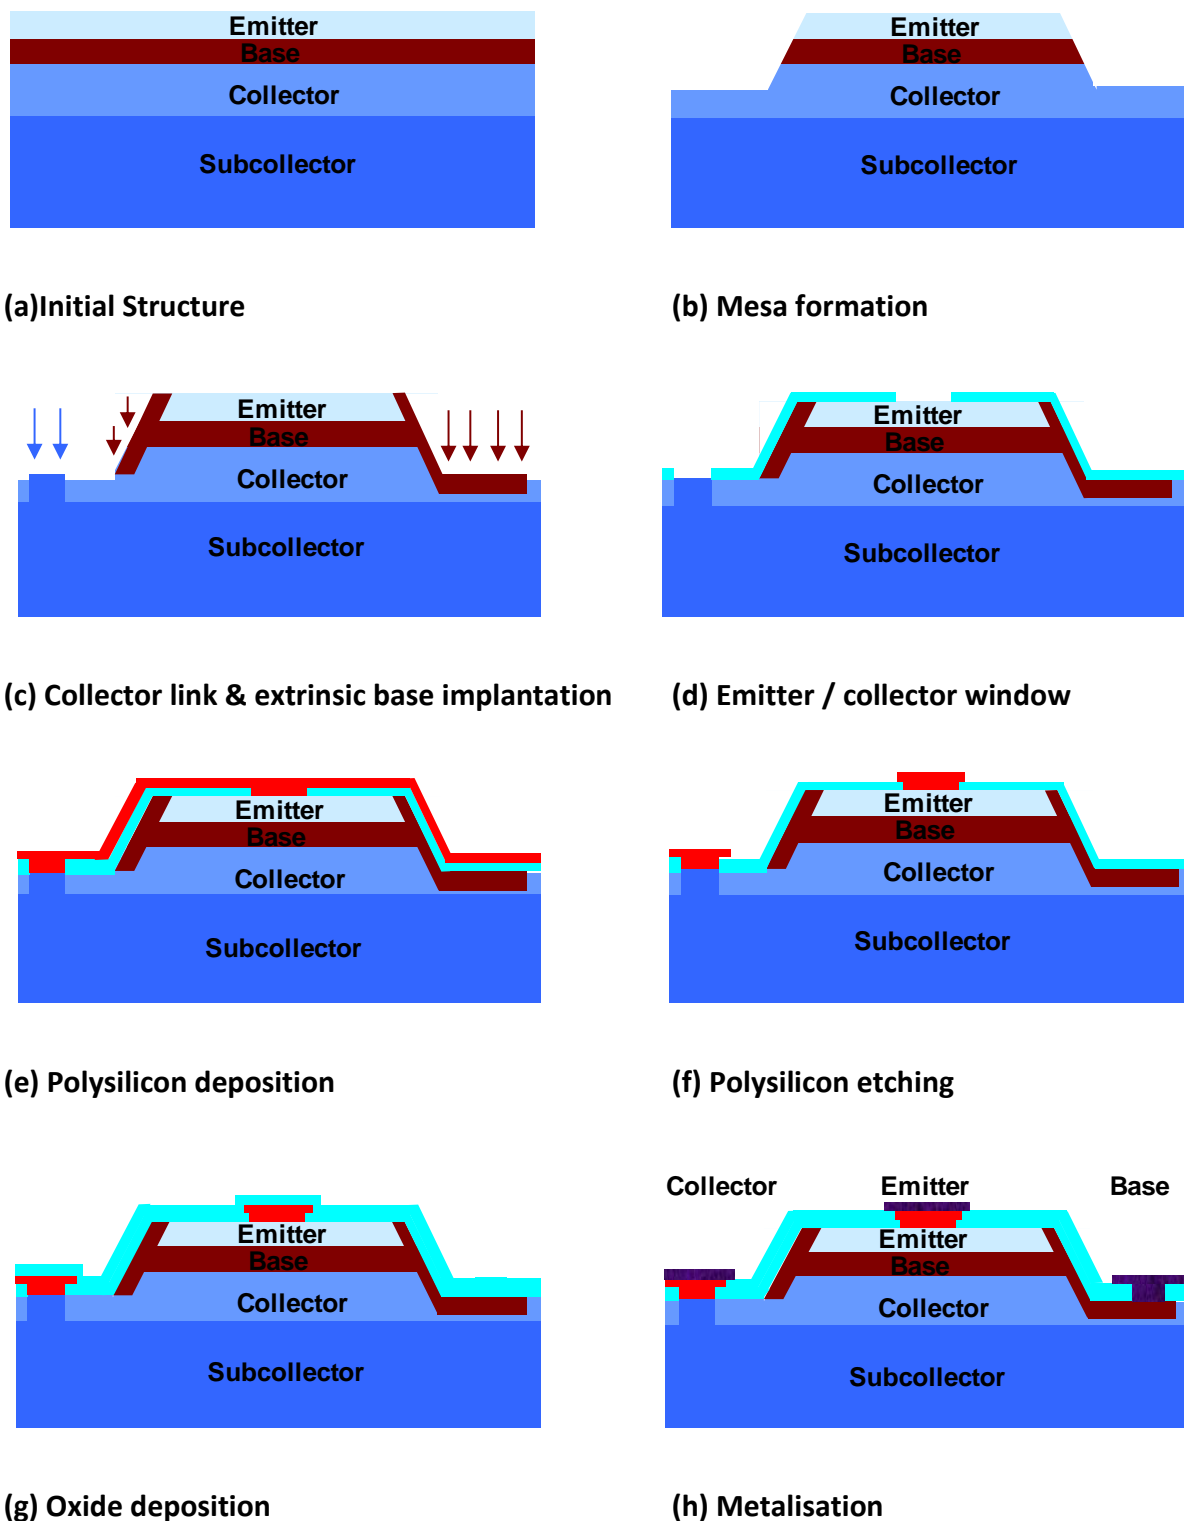 Emitter
Base
Collector
Subcollector
(a)Initial Structure
Emitter
Base
Collector
Subcollector
(b) Mesa formation
Emitter
Base
Collector
Subcollector
(c) Collector link & extrinsic base implantation
Emitter
Base
Collector
Subcollector
(d) Emitter / collector window
Emitter
Base
Collector
Subcollector
(e) Polysilicon deposition
Emitter
Base
Collector
Subcollector
(f) Polysilicon etching
Emitter
Base
Collector
Subcollector
(g) Oxide deposition
Collector Emitter Base
Emitter
Base
Collector
Subcollector
(h) Metalisation